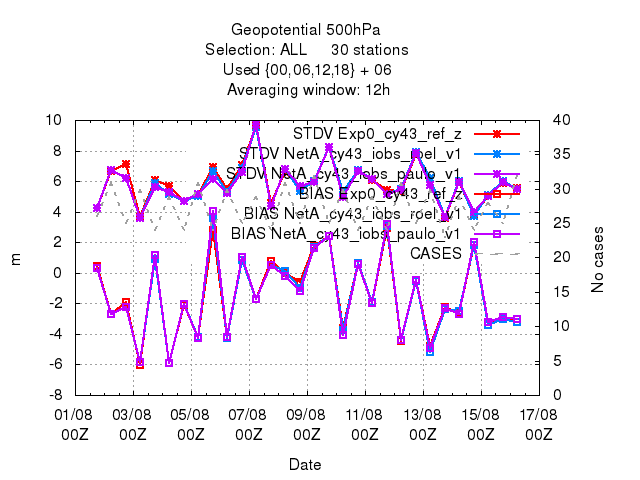 Geopotential 500hPa
Selection: ALL 30 stations
Used {00,06,12,18} + 06
Averaging window: 12h
10
8
6
4
2
0
-2
-4
-6
-8
m
40
35
30
25
20
15
10
5
0
No cases
STDV Exp0_cy43_ref_z
STDV NetA_cy43_iobs_roel_v1
STDV NetA_cy43_iobs_paulo_v1
BIAS Exp0_cy43_ref_z
BIAS NetA_cy43_iobs_roel_v1
BIAS NetA_cy43_iobs_paulo_v1
CASES
01/08 03/08 05/08 07/08 09/08 11/08 13/08 15/08 17/08
00Z 00Z 00Z 00Z 00Z 00Z 00Z 00Z 00Z
Date